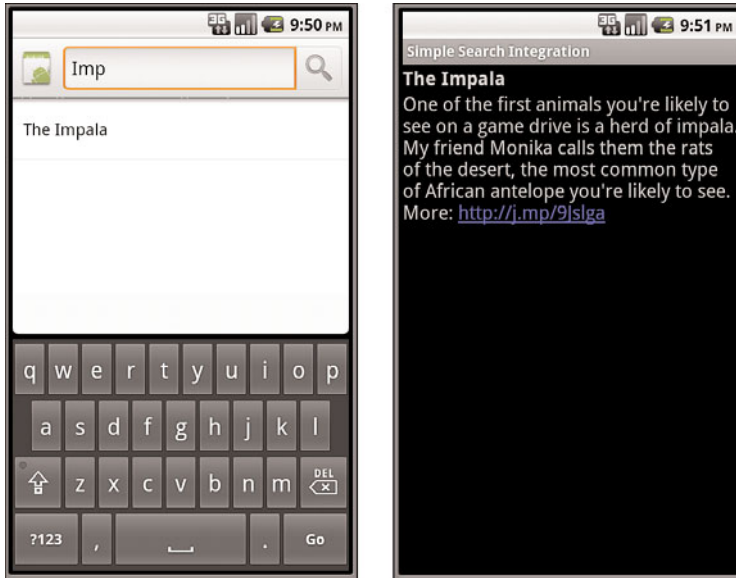 3G 9:50 PM
Imp
The Impala
q w e r t y u i o p
a s d f g h j k l
z x c v b n m DEL
?123 , . Go
3G 9:51 PM
Simple Search Integration
The Impala
One of the first animals you're likely to
see on a game drive is a herd of impala.
My friend Monika calls them the rats
of the desert, the most common type
of African antelope you're likely to see.
More: http://j.mp/9Jslga